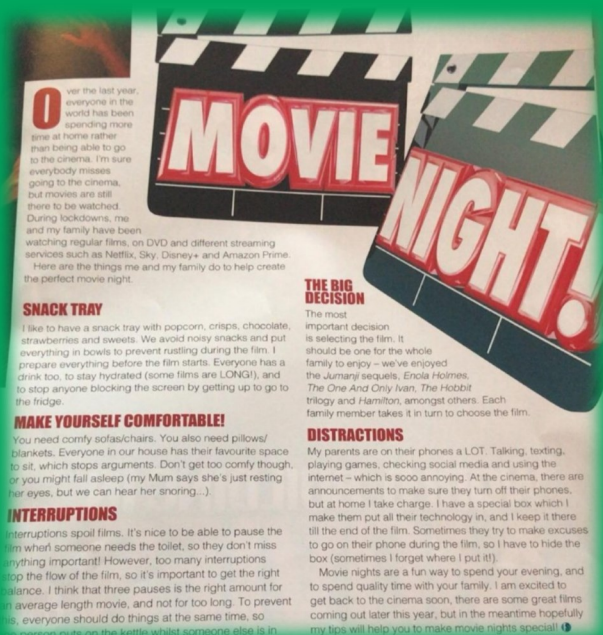 MOVIE
NIGHT!
Over the last year,
everyone in the
world has been
spending more
time at home rather
than being able to go
to the cinema. I'm sure
everybody misses
going to the cinema,
but movies are still
there to be watched.
During lockdowns, me
and my family have been
watching regular films, on DVD and different streaming
services such as Netflix, Sky, Disney+ and Amazon Prime.
Here are the things me and my family do to help create
the perfect movie night.
SNACK TRAY
I like to have a snack tray with popcorn, crisps, chocolate,
strawberries and sweets. We avoid noisy snacks and put
everything in bowls to prevent rustling during the film. I
prepare everything before the film starts. Everyone has a
drink too, to stay hydrated (some films are LONG!), and
to stop anyone blocking the screen by getting up to go to
the fridge.
MAKE YOURSELF COMFORTABLE!
You need comfy sofas/chairs. You also need pillows/
blankets. Everyone in our house has their favourite space
to sit, which stops arguments. Don't get too comfy though,
or you might fall asleep (my Mum says she's just resting
her eyes, but we can hear her snoring...).
INTERRUPTIONS
Interruptions spoil films. It's nice to be able to pause the
film when someone needs the toilet, so they don't miss
anything important! However, too many interruptions
stop the flow of the film, so it's important to get the right
balance. I think that three pauses is the right amount for
an average length movie, and not for too long. To prevent
this, everyone should do things at the same time, so
person puts on the kettle whilst someone else is in
THE BIG
DECISION
The most
important decision
is selecting the film. It
should be one for the whole
family to enjoy – we've enjoyed
the Jumanji sequels, Enola Holmes,
The One And Only Ivan, The Hobbit
trilogy and Hamilton, amongst others. Each
family member takes it in turn to choose the film.
DISTRACTIONS
My parents are on their phones a LOT. Talking, texting,
playing games, checking social media and using the
internet – which is sooo annoying. At the cinema, there are
announcements to make sure they turn off their phones,
but at home I take charge. I have a special box which I
make them put all their technology in, and I keep it there
till the end of the film. Sometimes they try to make excuses
to go on their phone during the film, so I have to hide the
box (sometimes I forget where I put it!).
Movie nights are a fun way to spend your evening, and
to spend quality time with your family. I am excited to
get back to the cinema soon, there are some great films
coming out later this year, but in the meantime hopefully
my tips will help you to make movie nights special!